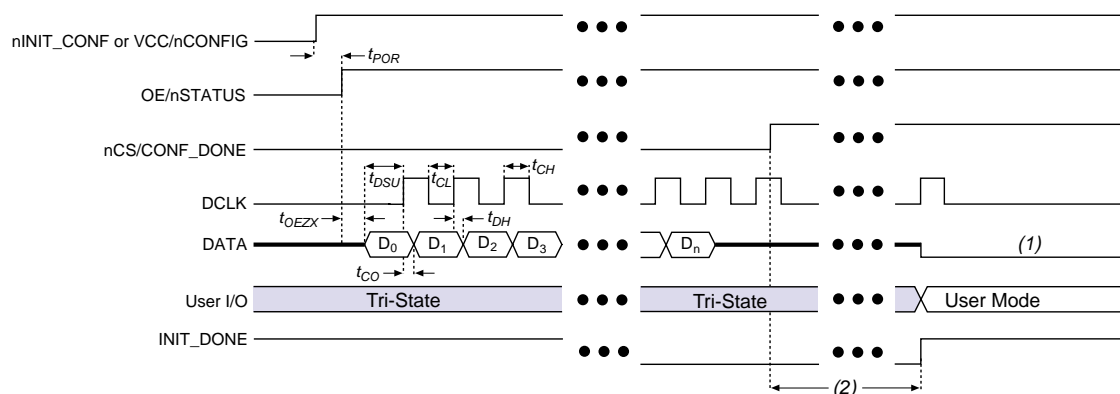 nINIT_CONF or VCC/nCONFIG
tPOR
OE/nSTATUS
nCS/CONF_DONE
tDSU
tCL
tCH
DCLK
tOEZX
tDH
DATA
D0
D1
D2
D3
Dn
(1)
tCO
User I/O
Tri-State
Tri-State
User Mode
INIT_DONE
(2)